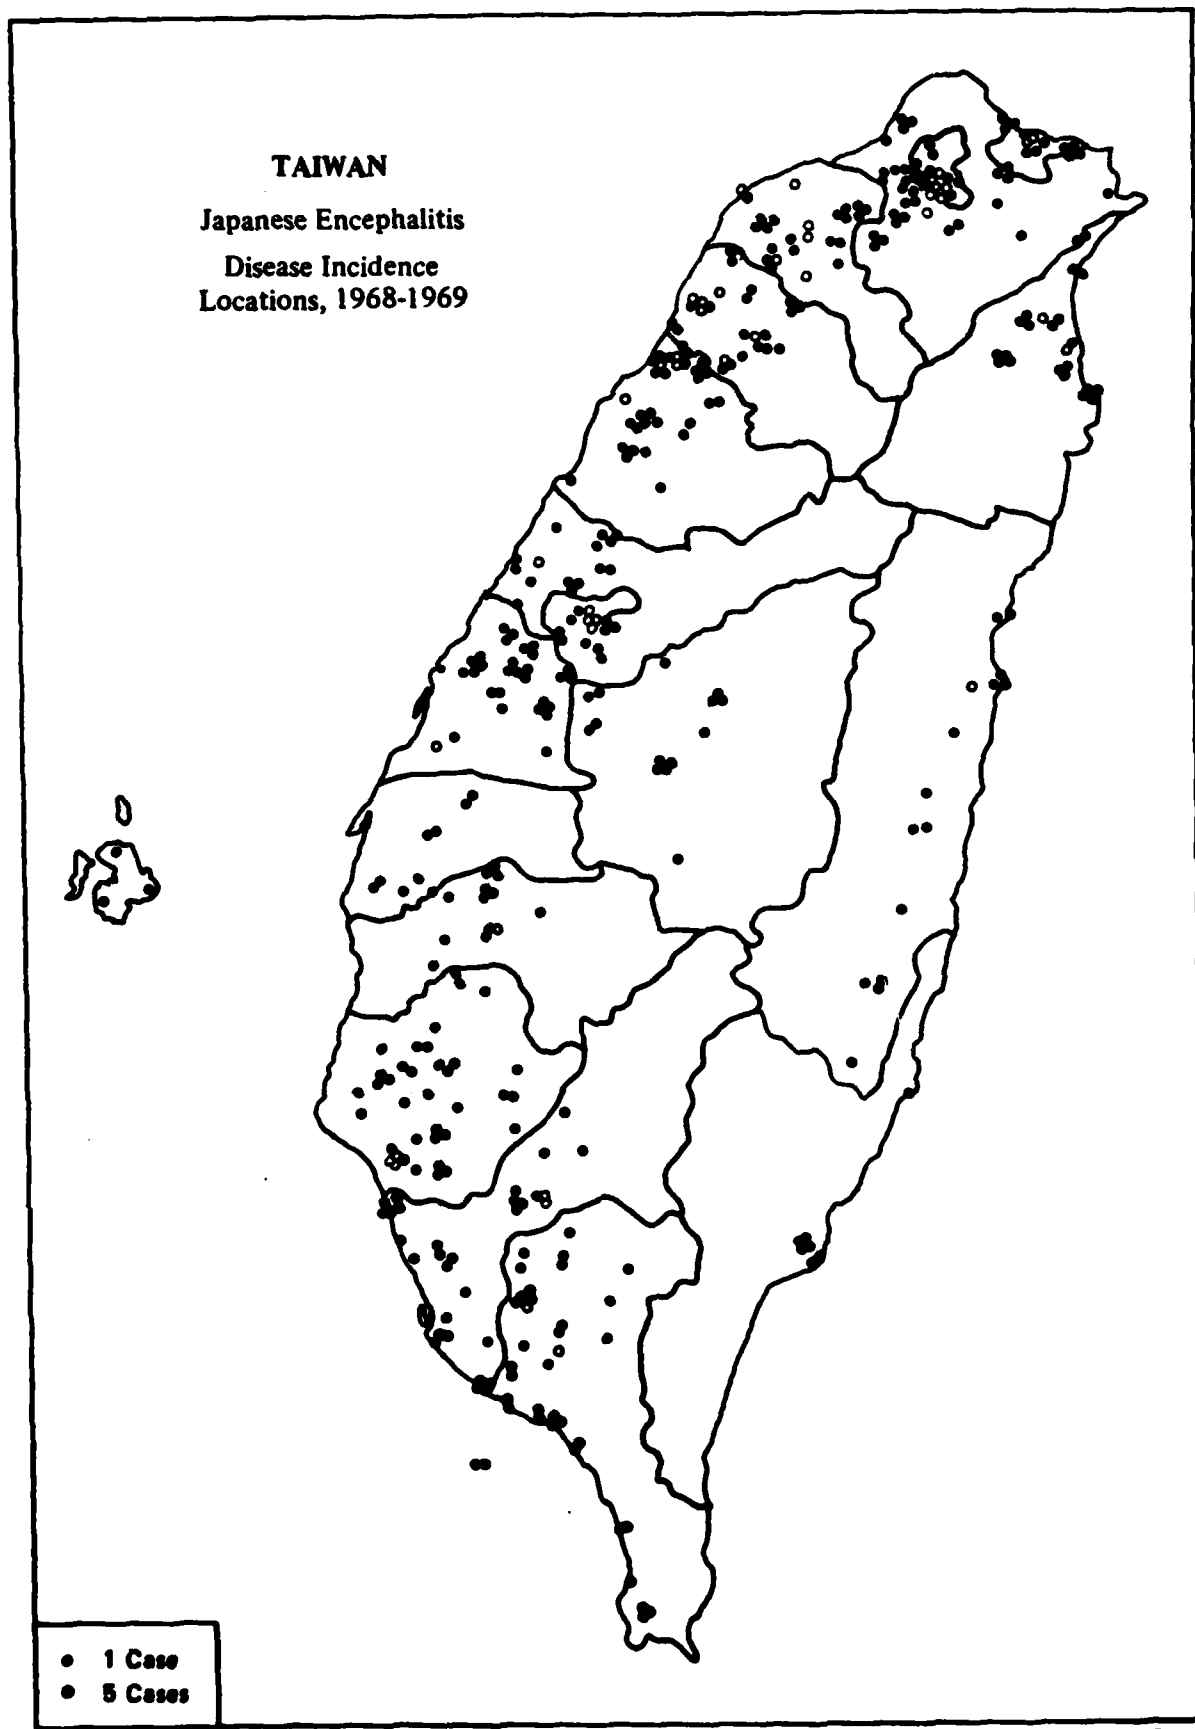 TAIWAN
Japanese Encephalitis
Disease Incidence
Locations, 1968-1969
1 Case
5 Cases